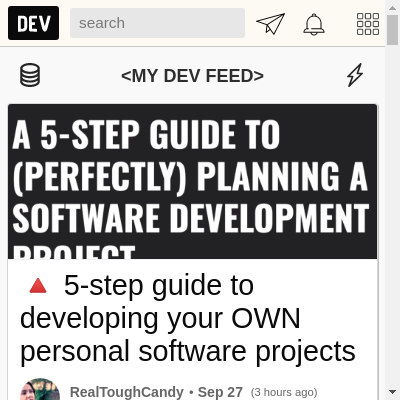 DEV
search
<MY DEV FEED>
A 5-STEP GUIDE TO
(PERFECTLY) PLANNING A
SOFTWARE DEVELOPMENT
PROJECT
🔺 5-step guide to
developing your OWN
personal software projects
RealToughCandy • Sep 27 (3 hours ago)